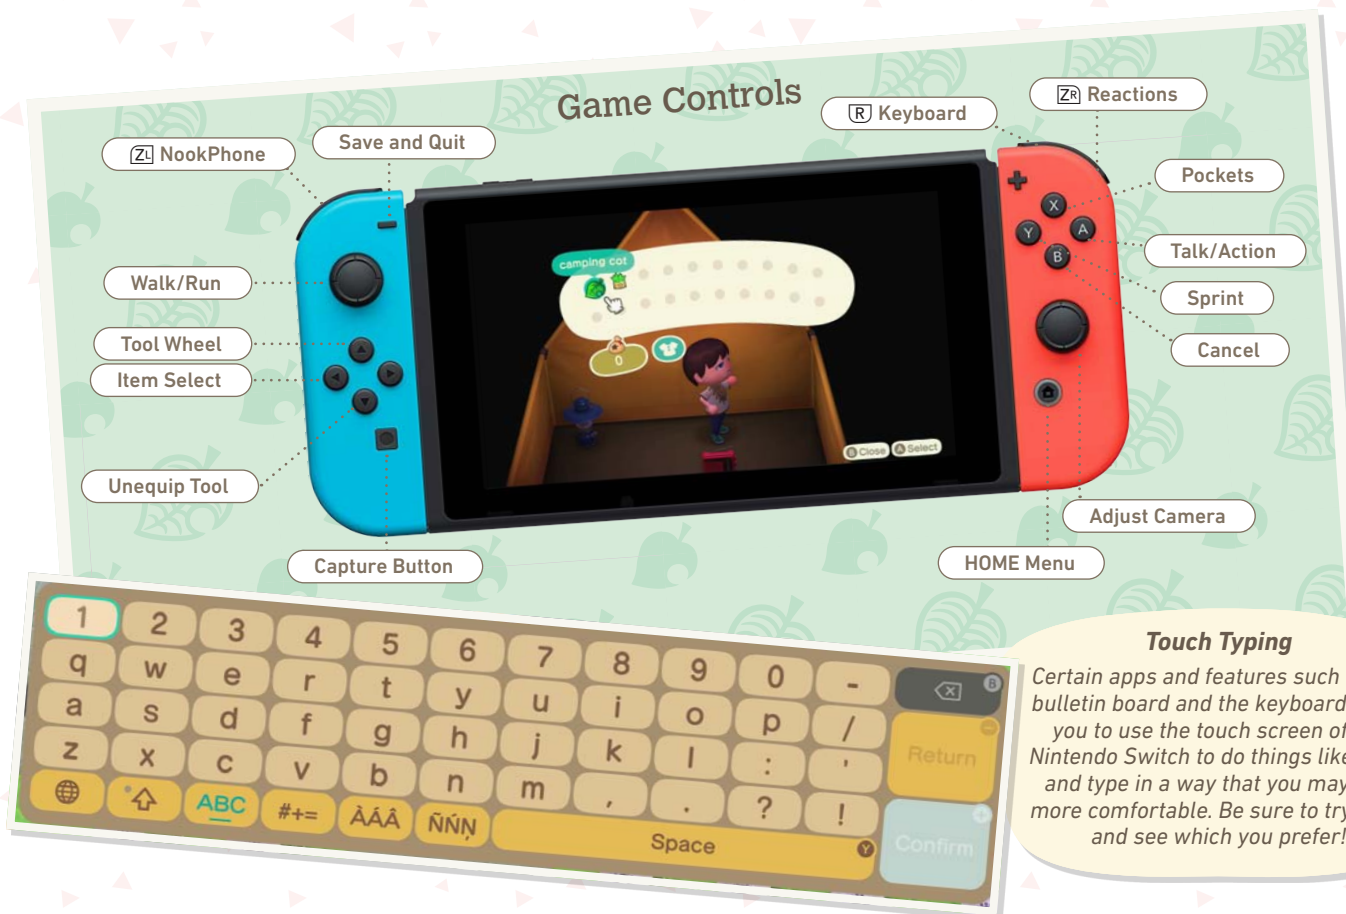 Game Controls
ZL NookPhone
Save and Quit
R Keyboard
ZR Reactions
Pockets
Walk/Run
Talk/Action
Sprint
Tool Wheel
Cancel
Item Select
Unequip Tool
Adjust Camera
Capture Button
HOME Menu
X
Y
A
B
camping cot
0
B Close A Select
1 2 3 4 5 6 7 8 9 0 - B
q w e r t y u i o p / Return
a s d f g h j k l : '
z x c v b n m , . ? ! Confirm
ABC #+= ÀÁÂ ÑŃŅ Space Y
Touch Typing
Certain apps and features such
bulletin board and the keyboard
you to use the touch screen of
Nintendo Switch to do things like
and type in a way that you may
more comfortable. Be sure to try
and see which you prefer!